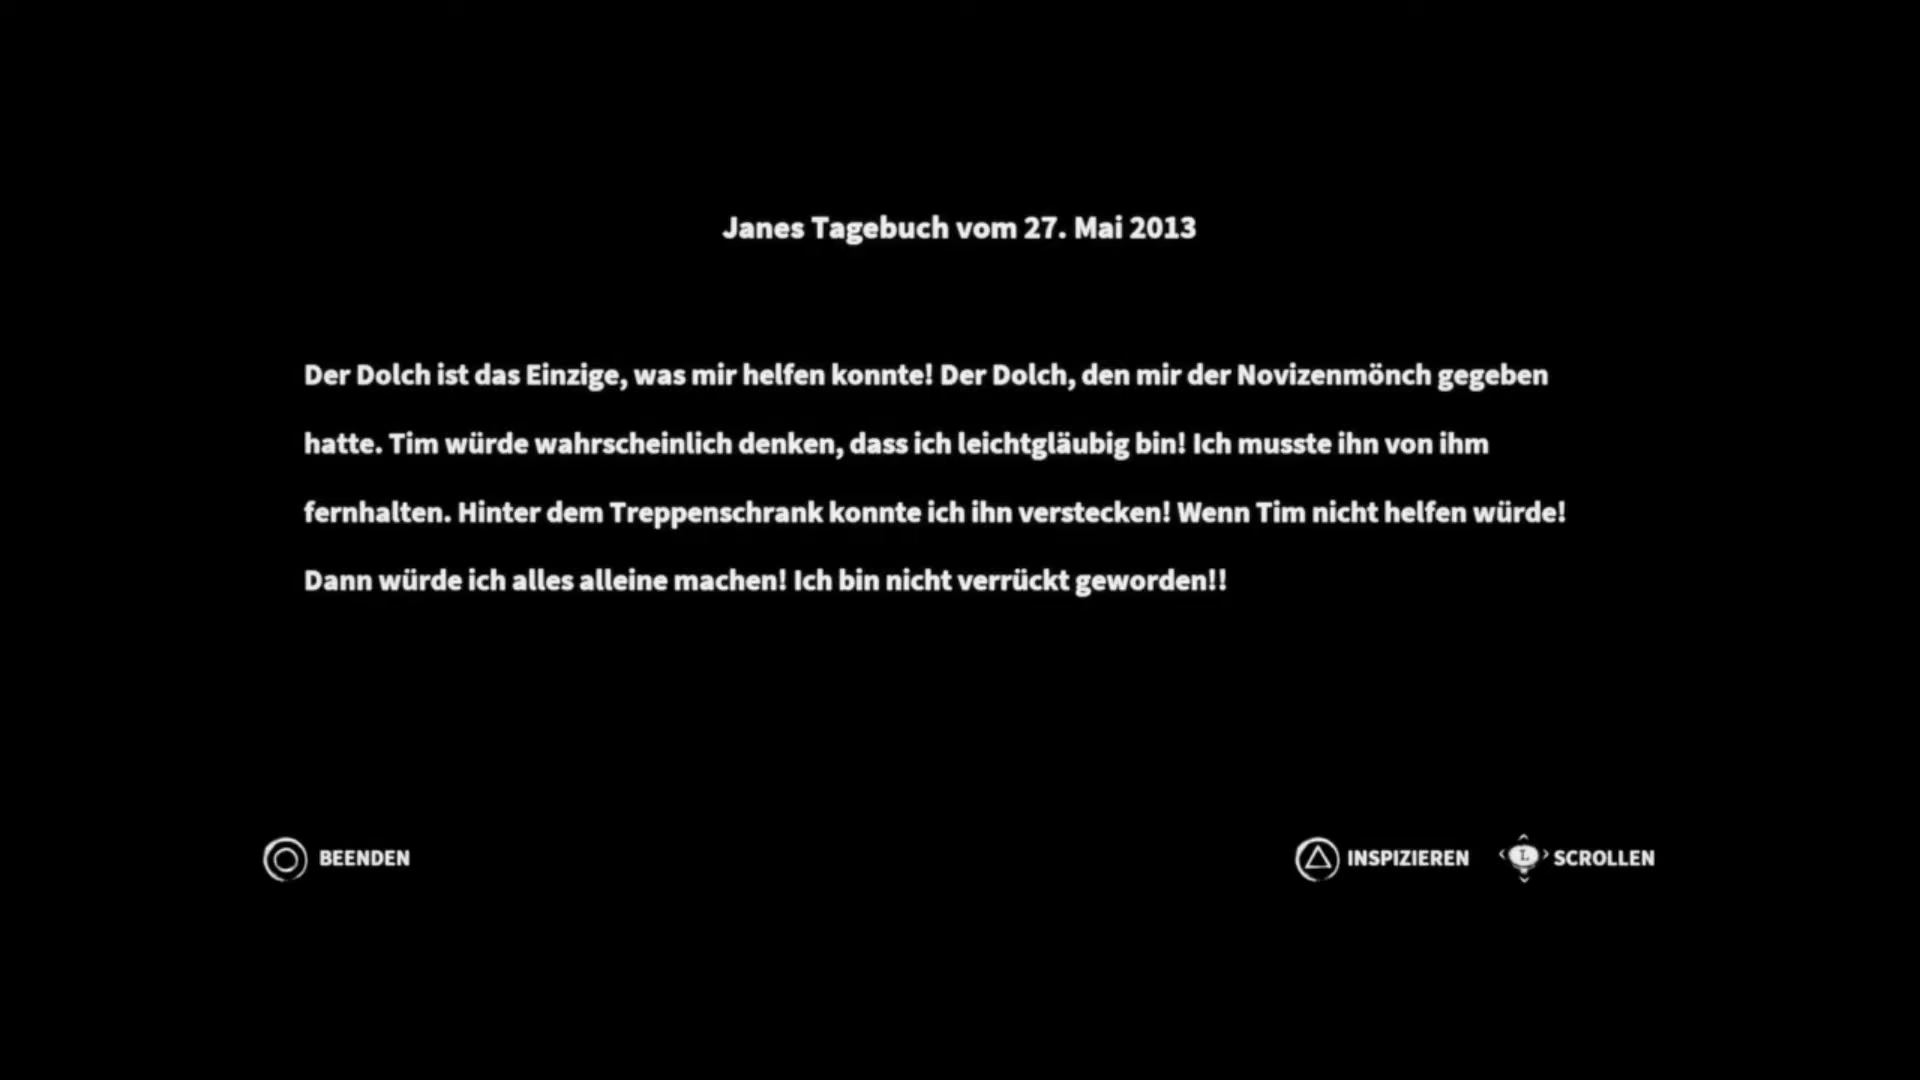 Janes Tagebuch vom 27. Mai 2013
Der Dolch ist das Einzige, was mir helfen konnte! Der Dolch, den mir der Novizenmönch gegeben
hatte. Tim würde wahrscheinlich denken, dass ich leichtgläubig bin! Ich musste ihn von ihm
fernhalten. Hinter dem Treppenschrank konnte ich ihn verstecken! Wenn Tim nicht helfen würde!
Dann würde ich alles alleine machen! Ich bin nicht verrückt geworden!!
BEENDEN
INSPIZIEREN
L
SCROLLEN